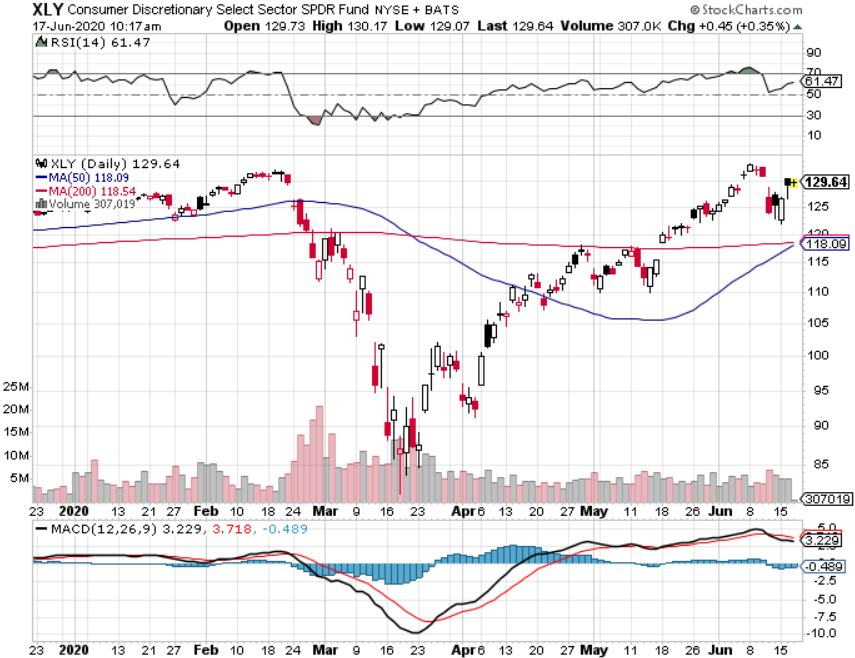 XLY Consumer Discretionary Select Sector SPDR Fund NYSE + BATS
© StockCharts.com
17-Jun-2020 10:17am
Open 129.73 High 130.17 Low 129.07 Last 129.64 Volume 307.0K Chg +0.45 (+0.35%)
RSI(14) 61.47
90
70
61.47
50
30
10
XLY (Daily) 129.64
MA(50) 118.09
MA(200) 118.54
Volume 307,019
129.64
125
120
118.09
115
110
105
100
95
90
85
25M
20M
15M
10M
5M
307019
23 2020 13 21 27 Feb 10 18 24 Mar 9 16 23 Apr 6 13 20 27 May 11 18 26 Jun 8 15
MACD(12,26,9) 3.229, 3.718, -0.489
5.0
3.229
2.5
-0.489
-2.5
-5.0
-7.5
-10.0
23 2020 13 21 27 Feb 10 18 24 Mar 9 16 23 Apr 6 13 20 27 May 11 18 26 Jun 8 15